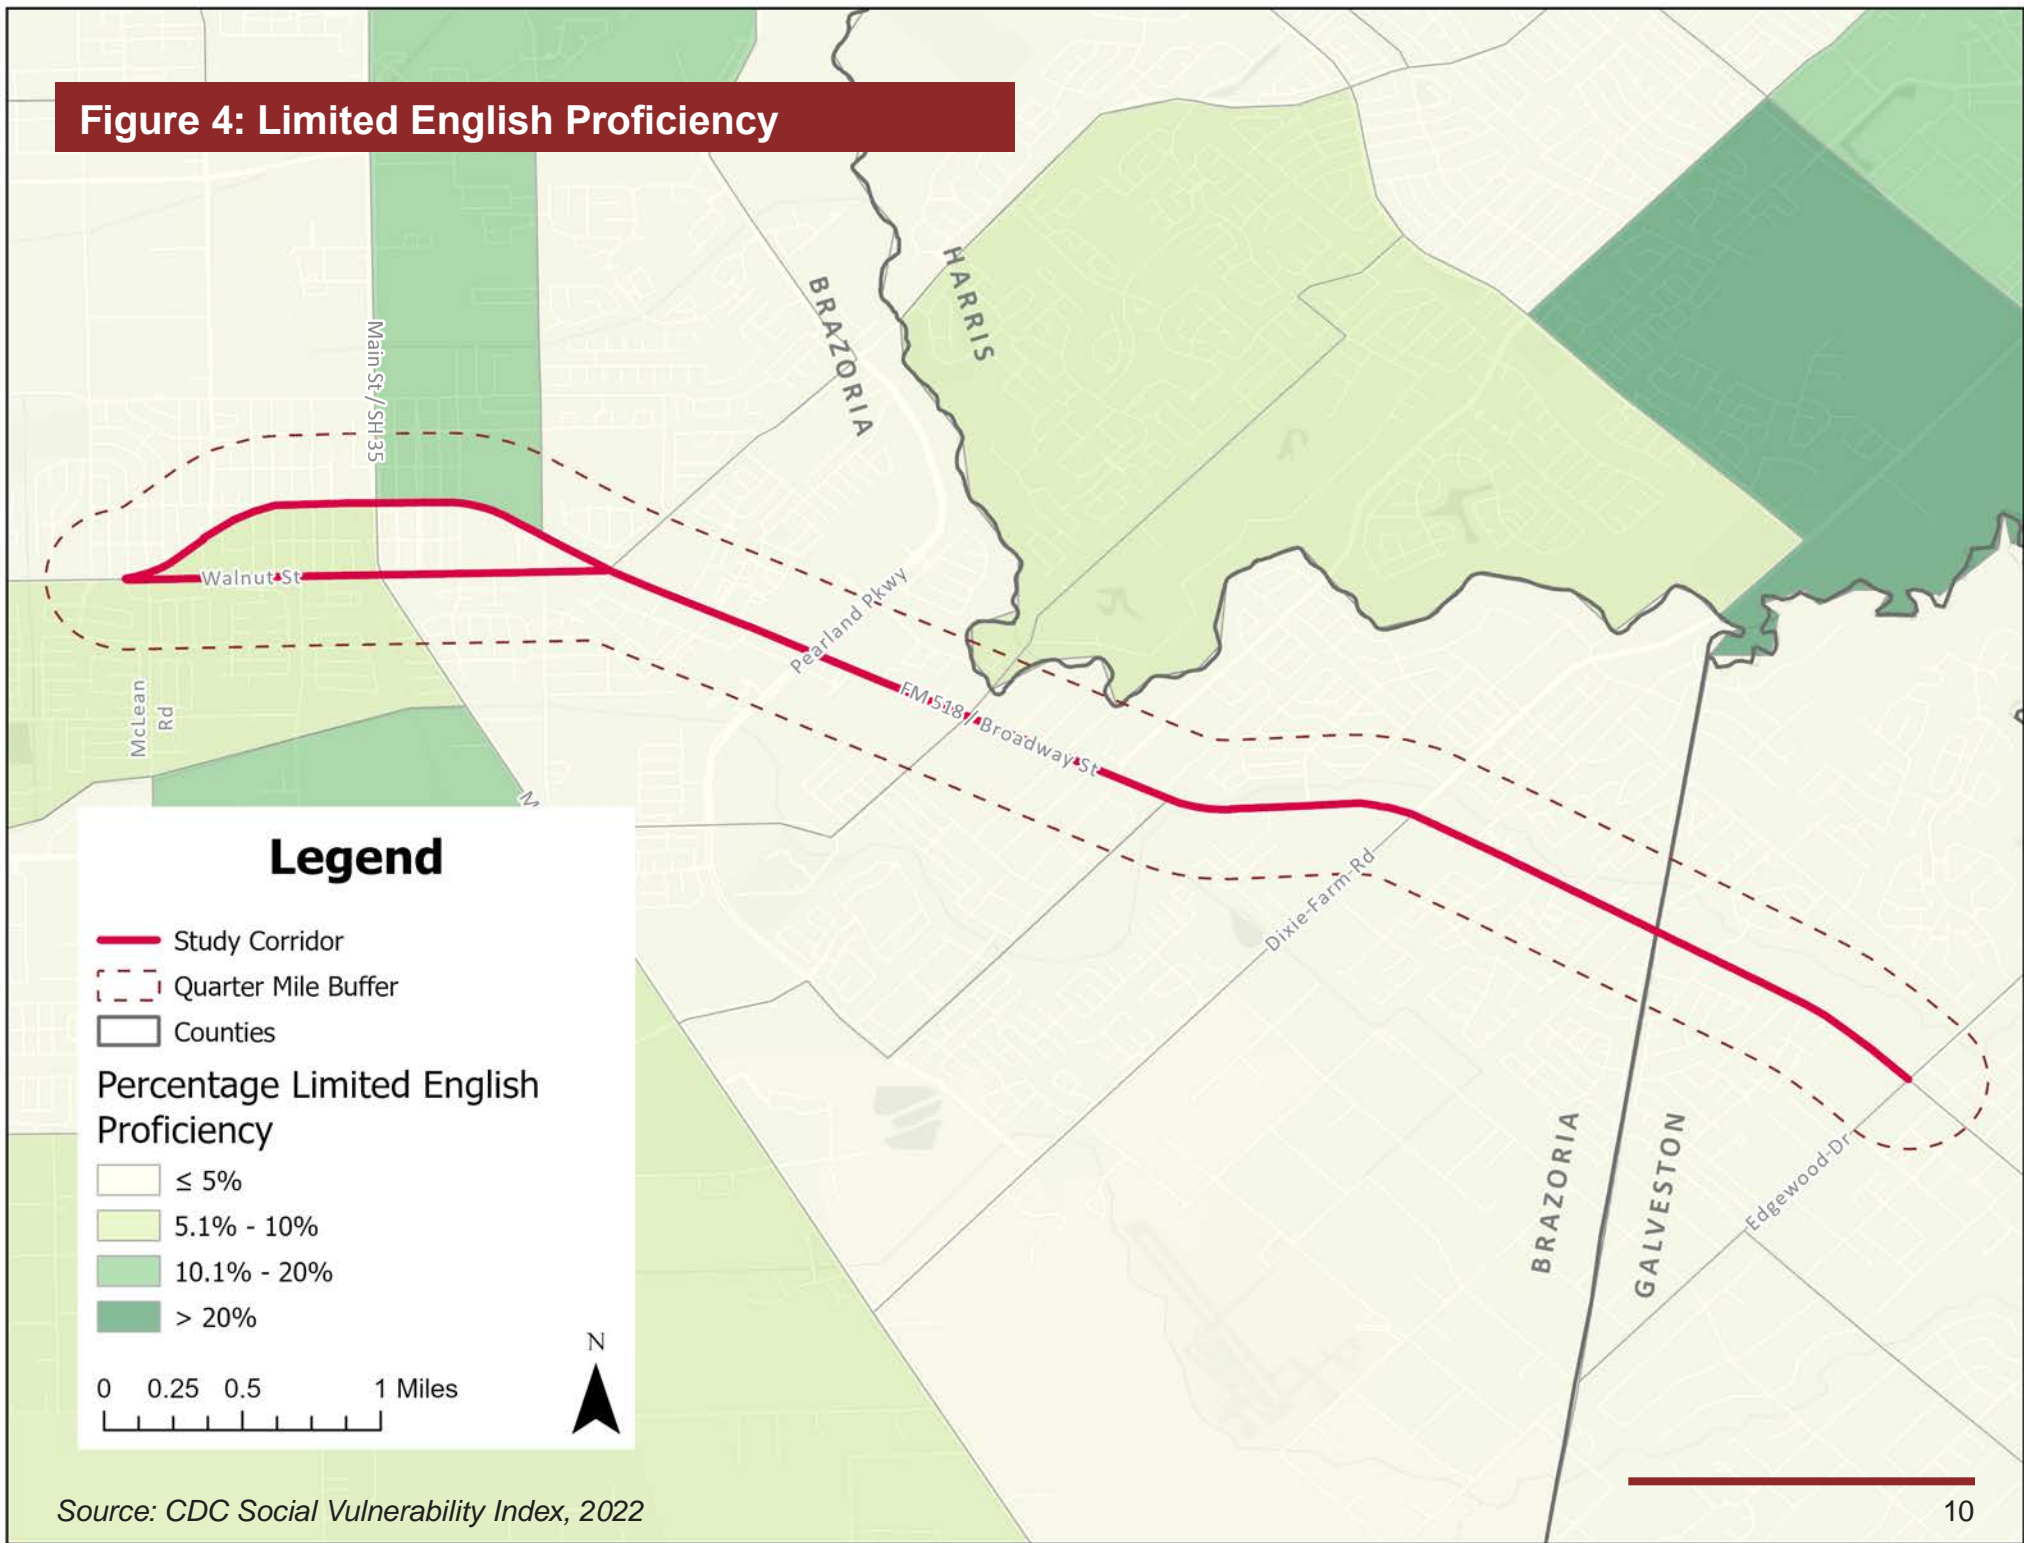 Figure 4: Limited English Proficiency
HARRIS
BRAZORIA
Main St / SH 35
Walnut St
Pearland Pkwy
McLean
Rd
FM 518 / Broadway St
M
Dixie-Farm-Rd
BRAZORIA
GALVESTON
Edgewood-Dr
Legend
Study Corridor
Quarter Mile Buffer
Counties
Percentage Limited English
Proficiency
≤ 5%
5.1% - 10%
10.1% - 20%
> 20%
N
0 0.25 0.5 1 Miles
Source: CDC Social Vulnerability Index, 2022
10